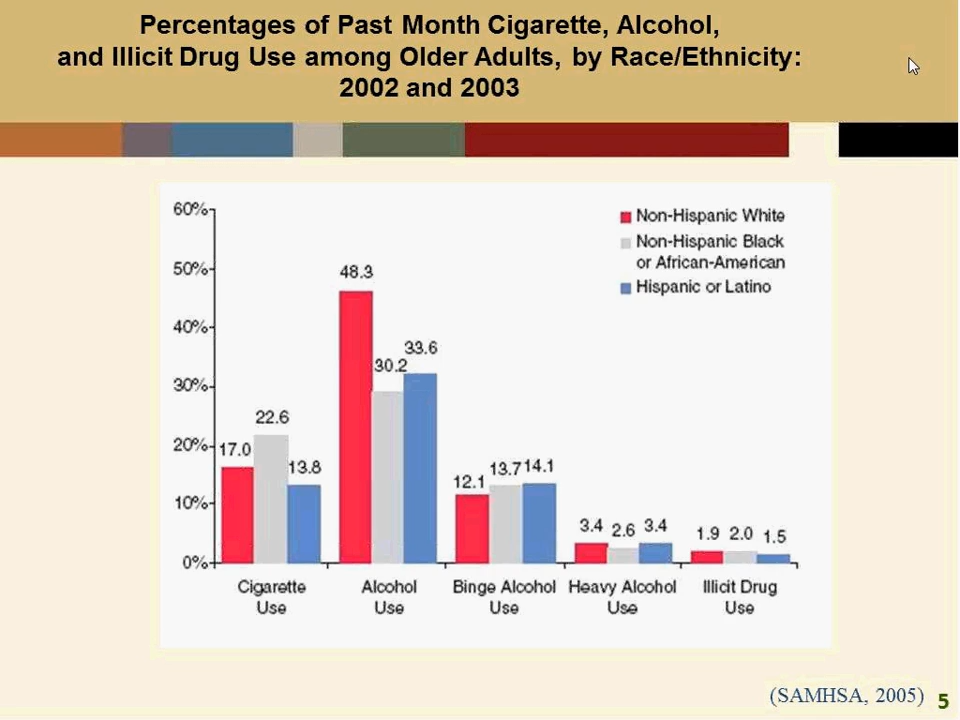 Percentages of Past Month Cigarette, Alcohol,
and Illicit Drug Use among Older Adults, by Race/Ethnicity:
2002 and 2003
60%
50%
40%
30%
20%
10%
0%
Non-Hispanic White
Non-Hispanic Black
or African-American
Hispanic or Latino
17.0
22.6
13.8
48.3
30.2
33.6
12.1
13.7
14.1
3.4
2.6
3.4
1.9
2.0
1.5
Cigarette
Use
Alcohol
Use
Binge Alcohol
Use
Heavy Alcohol
Use
Illicit Drug
Use
(SAMHSA, 2005)
5